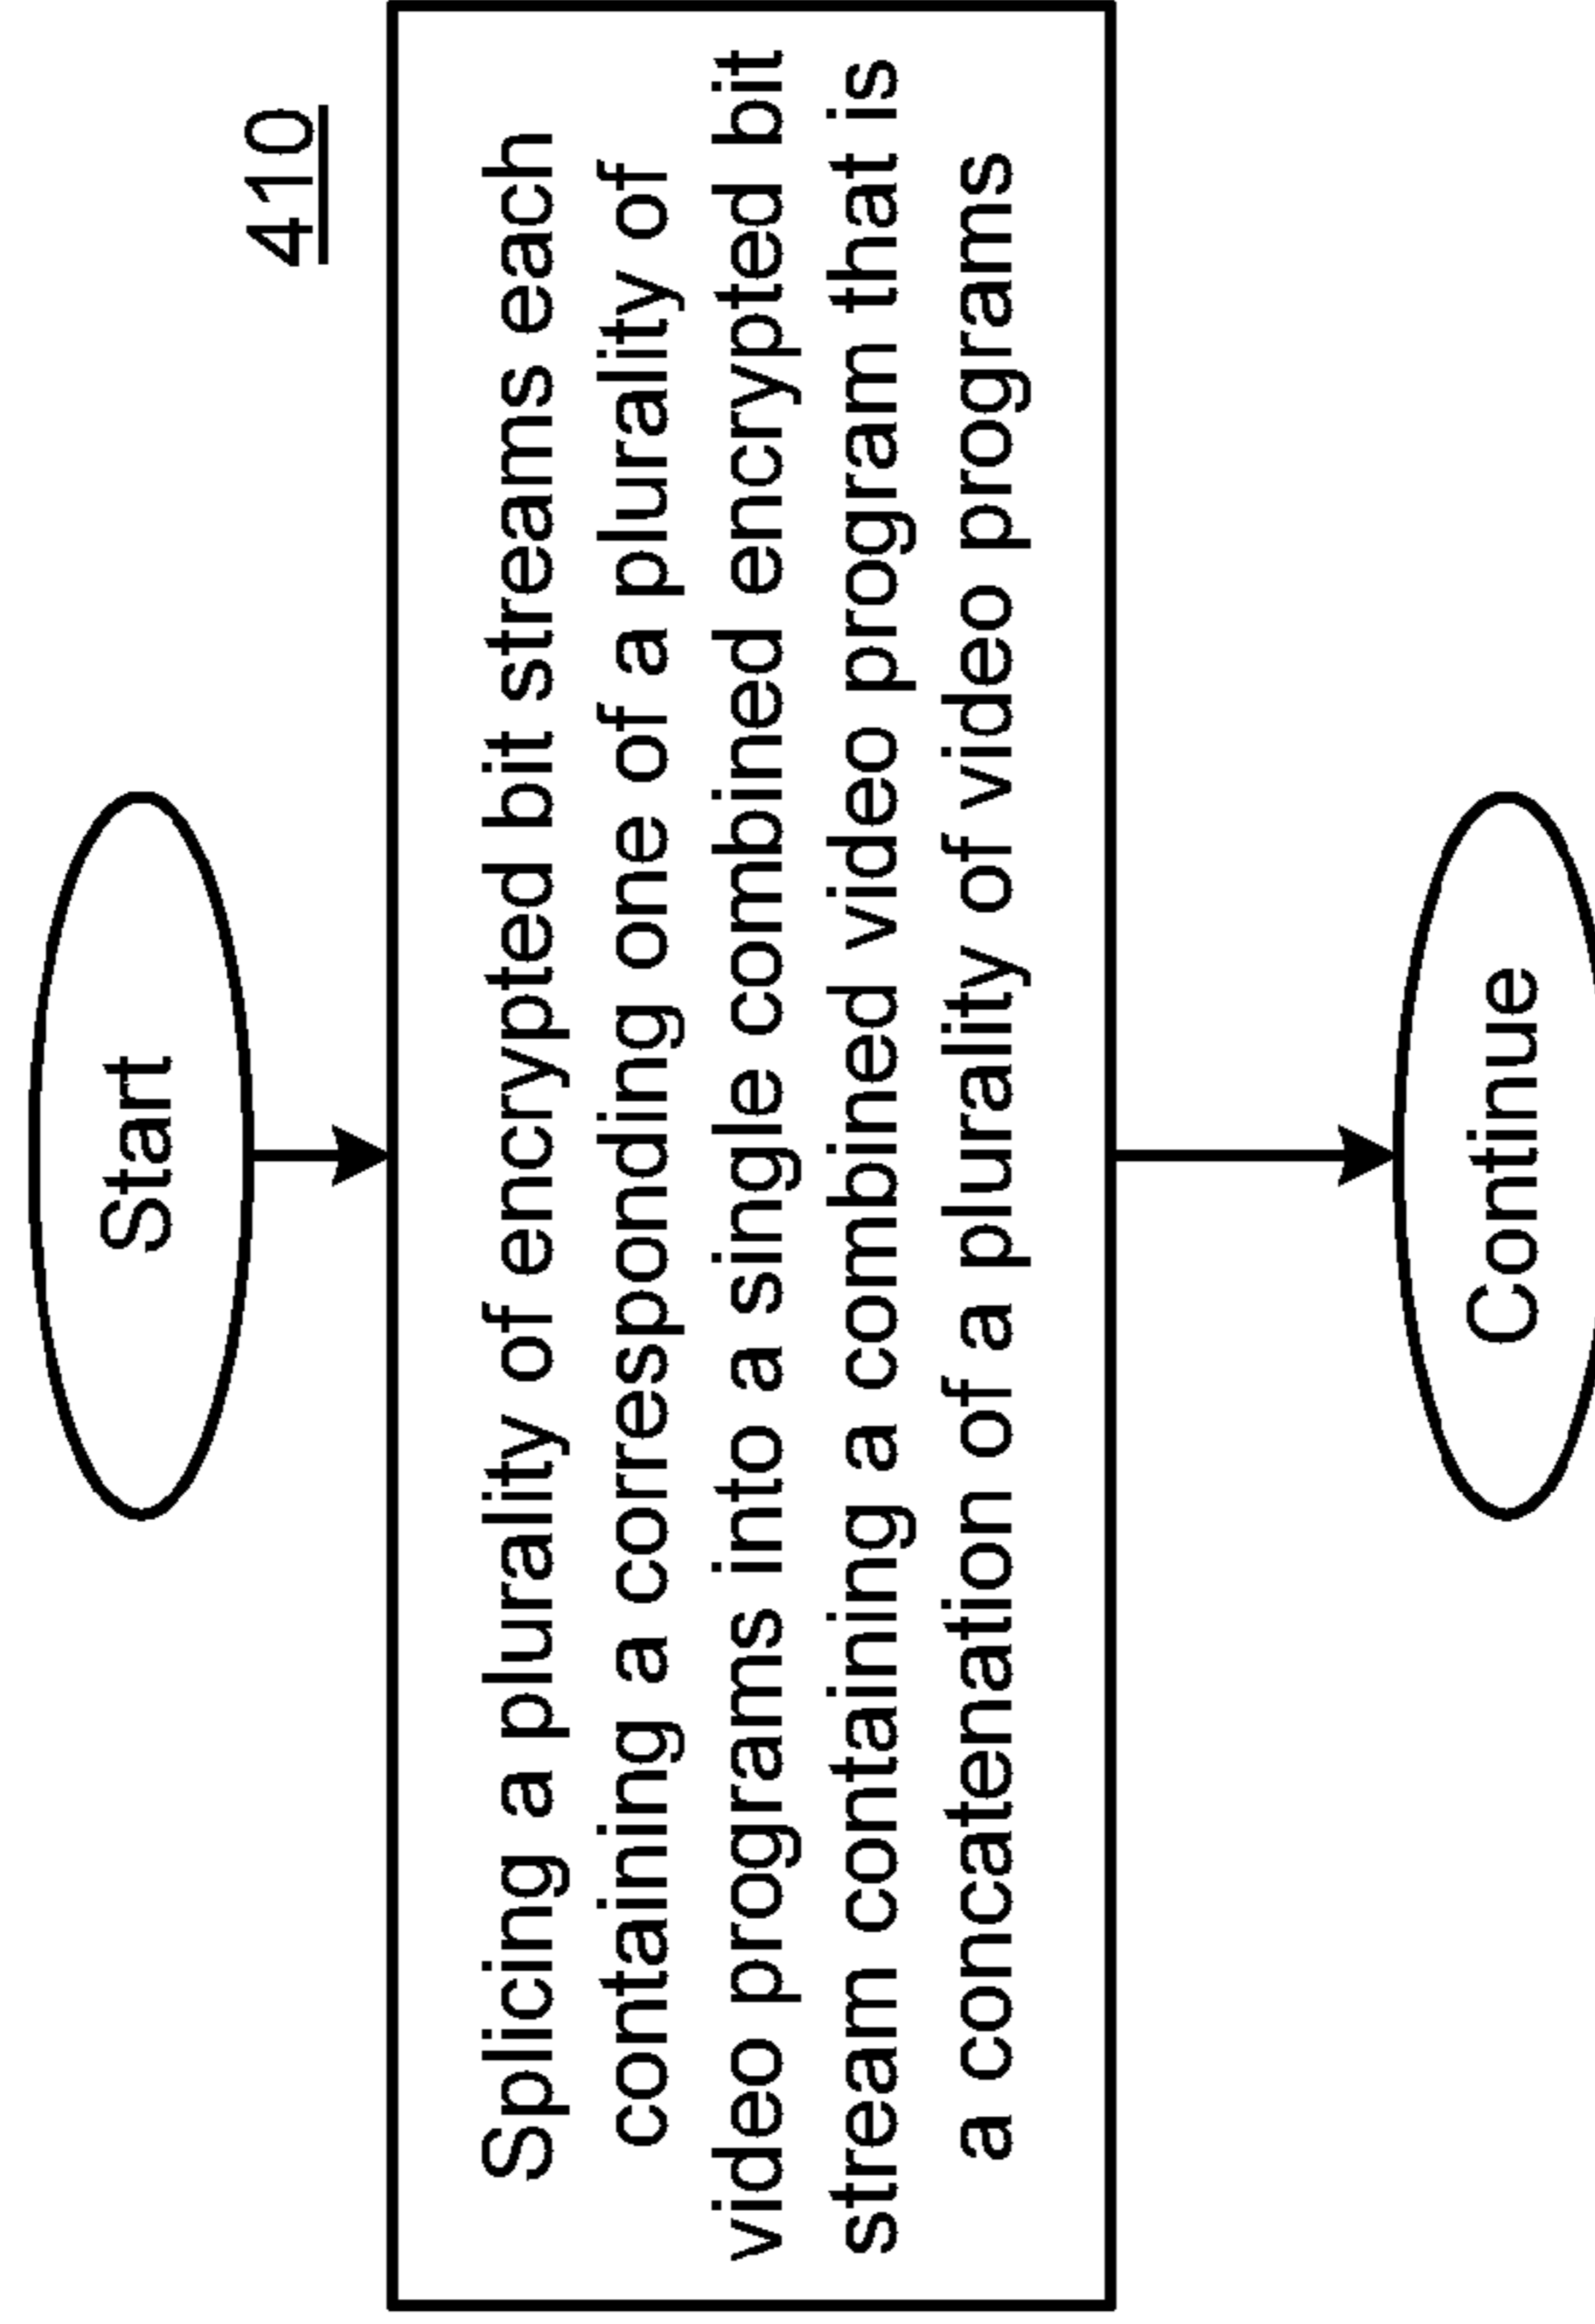 Start
410
Splicing a plurality of encrypted bit streams each
containing a corresponding one of a plurality of
video programs into a single combined encrypted bit
stream containing a combined video program that is
a concatenation of a plurality of video programs
Continue